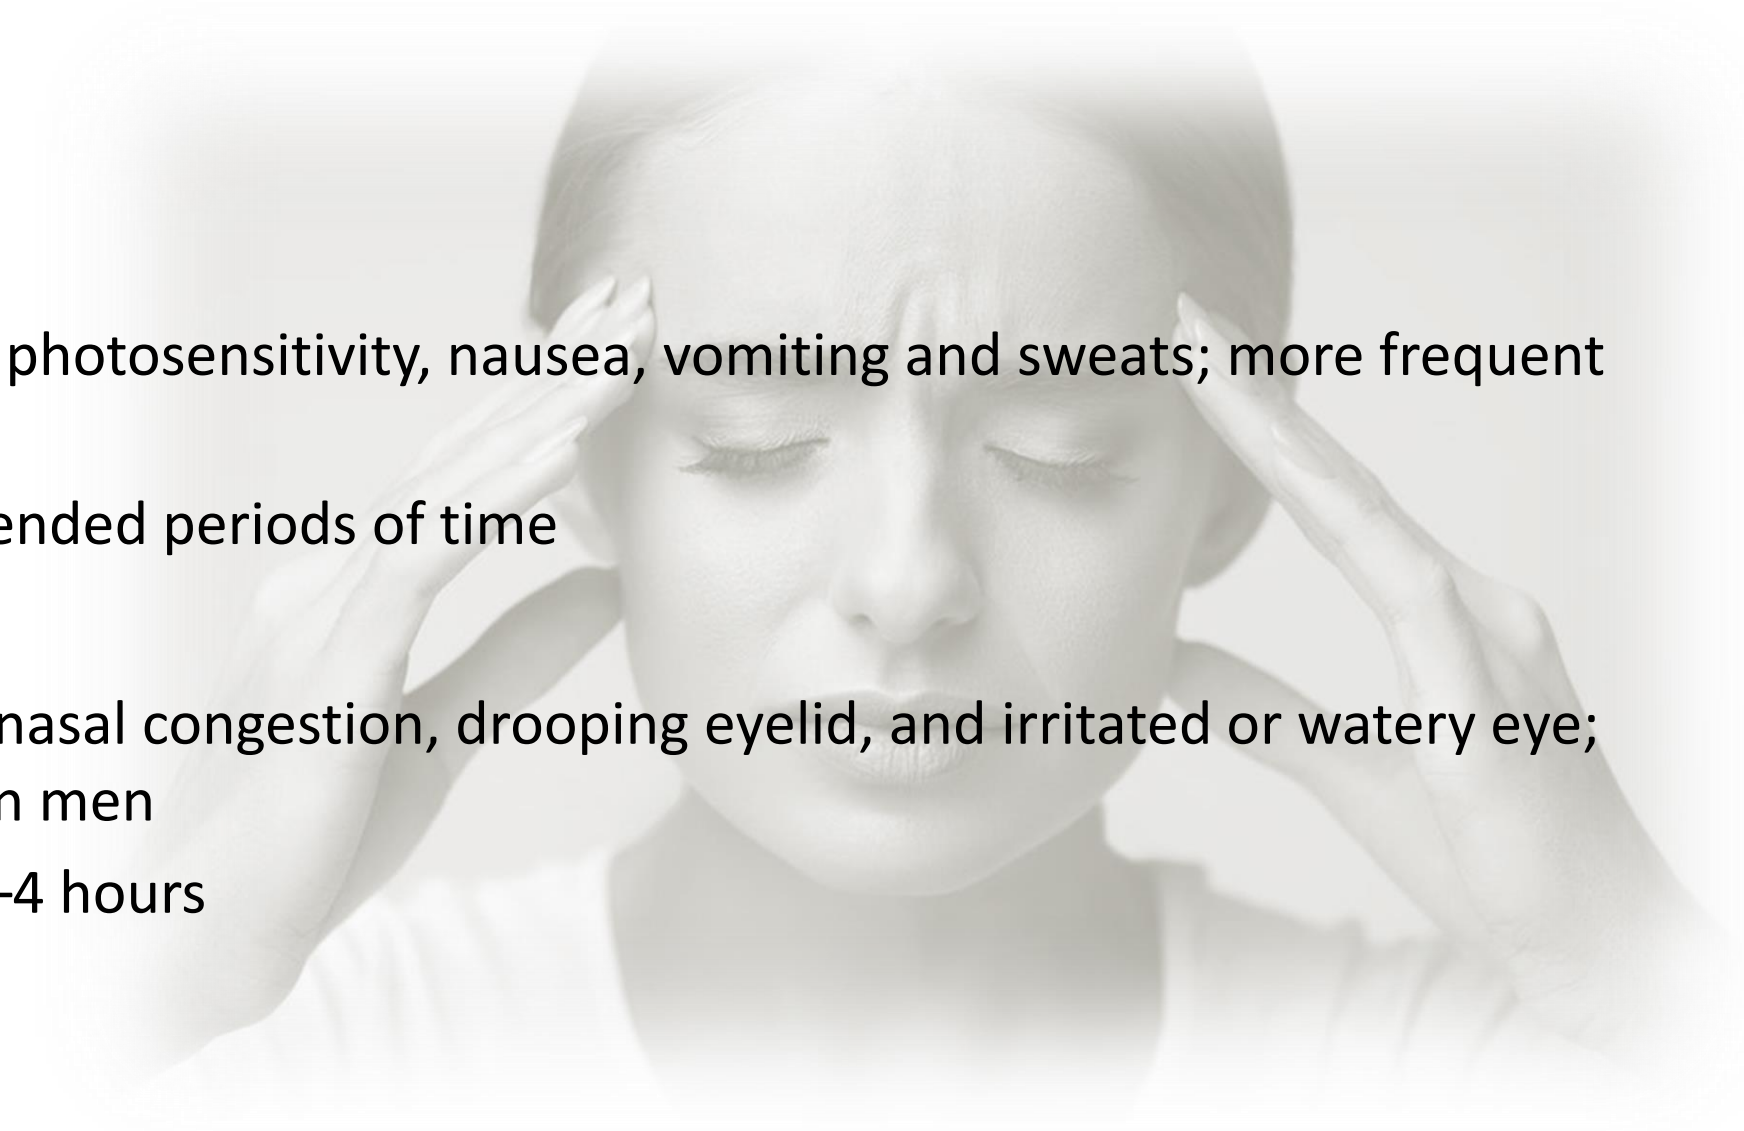 photosensitivity, nausea, vomiting and sweats; more frequent
ended periods of time
nasal congestion, drooping eyelid, and irritated or watery eye;
n men
-4 hours